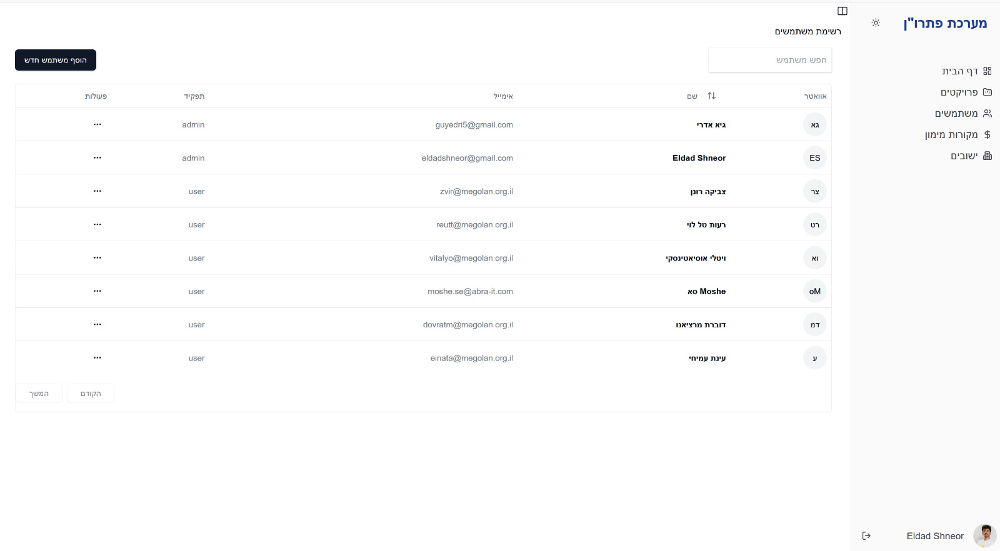 מערכת פתרו"ן
דף הבית
פרויקטים
משתמשים
מקורות מימון
ישובים
Eldad Shneor
רשימת משתמשים
חפש משתמש
הוסף משתמש חדש
אוואטר שם אימייל תפקיד פעולות
גא גיא אדרי guyedri5@gmail.com admin
ES Eldad Shneor eldadshneor@gmail.com admin
צר צביקה רונן zvir@megolan.org.il user
רט רעות טל לוי reutt@megolan.org.il user
וא ויטלי אוסיאטינסקי vitalyo@megolan.org.il user
Mס Moshe סא moshe.se@abra-it.com user
דמ דוברת מרציאנו dovratm@megolan.org.il user
ע עינת עמיחי einata@megolan.org.il user
הקודם
המשך